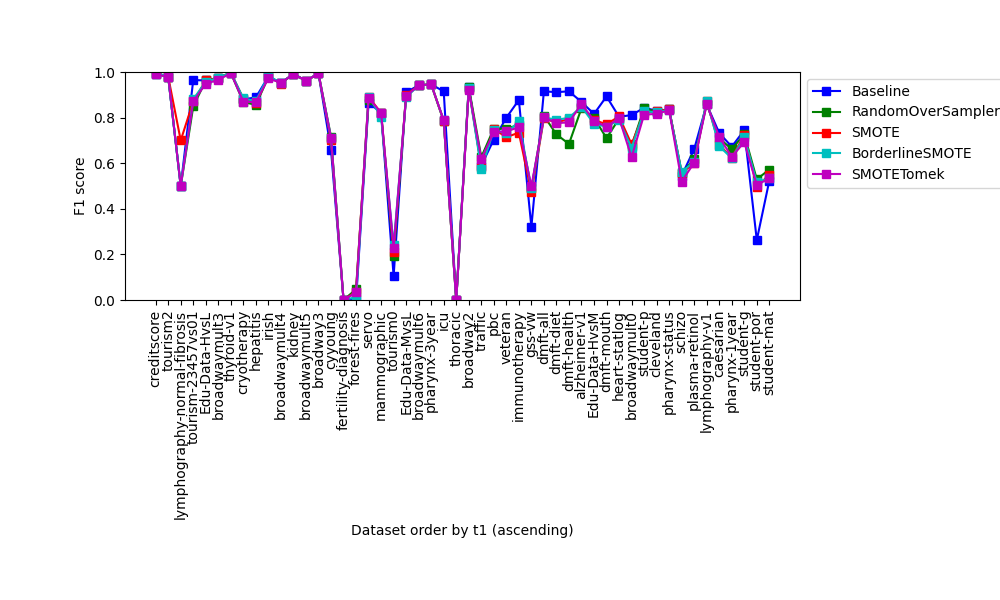 1.0
0.8
0.6
0.4
0.2
0.0
F1 score
Baseline
RandomOverSampler
SMOTE
BorderlineSMOTE
SMOTETomek
creditscore
tourism2
lymphography-normal-fibrosis
tourism-23457vs01
Edu-Data-HvsL
broadwaymult3
thyroid-v1
cryotherapy
hepatitis
irish
broadwaymult4
kidney
broadwaymult5
broadway3
cyyoung
fertility-diagnosis
forest-fires
servo
mammographic
tourism0
Edu-Data-MvsL
broadwaymult6
pharynx-3year
icu
thoracic
broadway2
traffic
pbc
veteran
immunotherapy
gss-vw
dmft-all
dmft-diet
dmft-health
alzheimer-v1
Edu-Data-HvsM
dmft-mouth
heart-statlog
broadwaymult0
student-p
cleveland
pharynx-status
schizo
plasma-retinol
lymphography-v1
caesarian
pharynx-1year
student-g
student-por
student-mat
Dataset order by t1 (ascending)